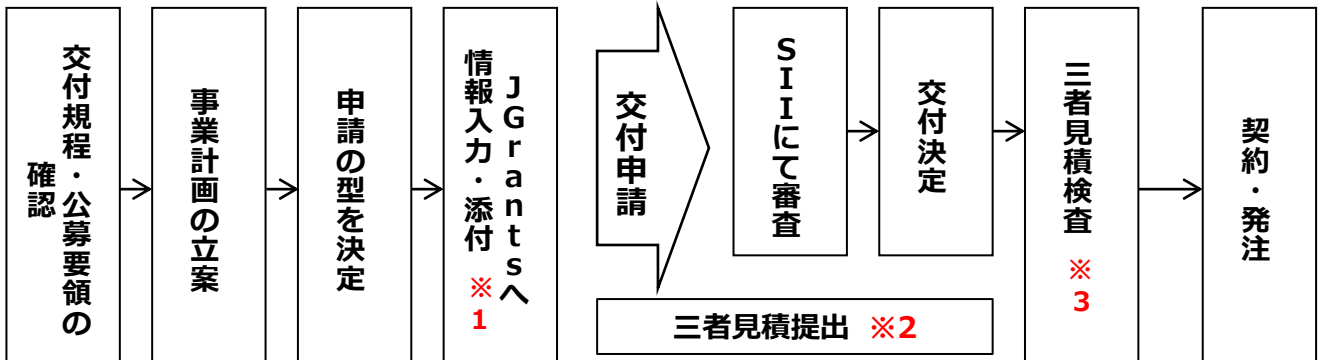 交付規程・公募要領の
確認
事業計画の立案
申請の型を決定
JGrantsへ
情報入力・添付 ※1
交付申請
SIIにて審査
交付決定
三者見積提出 ※2
三者見積検査 ※3
契約・発注